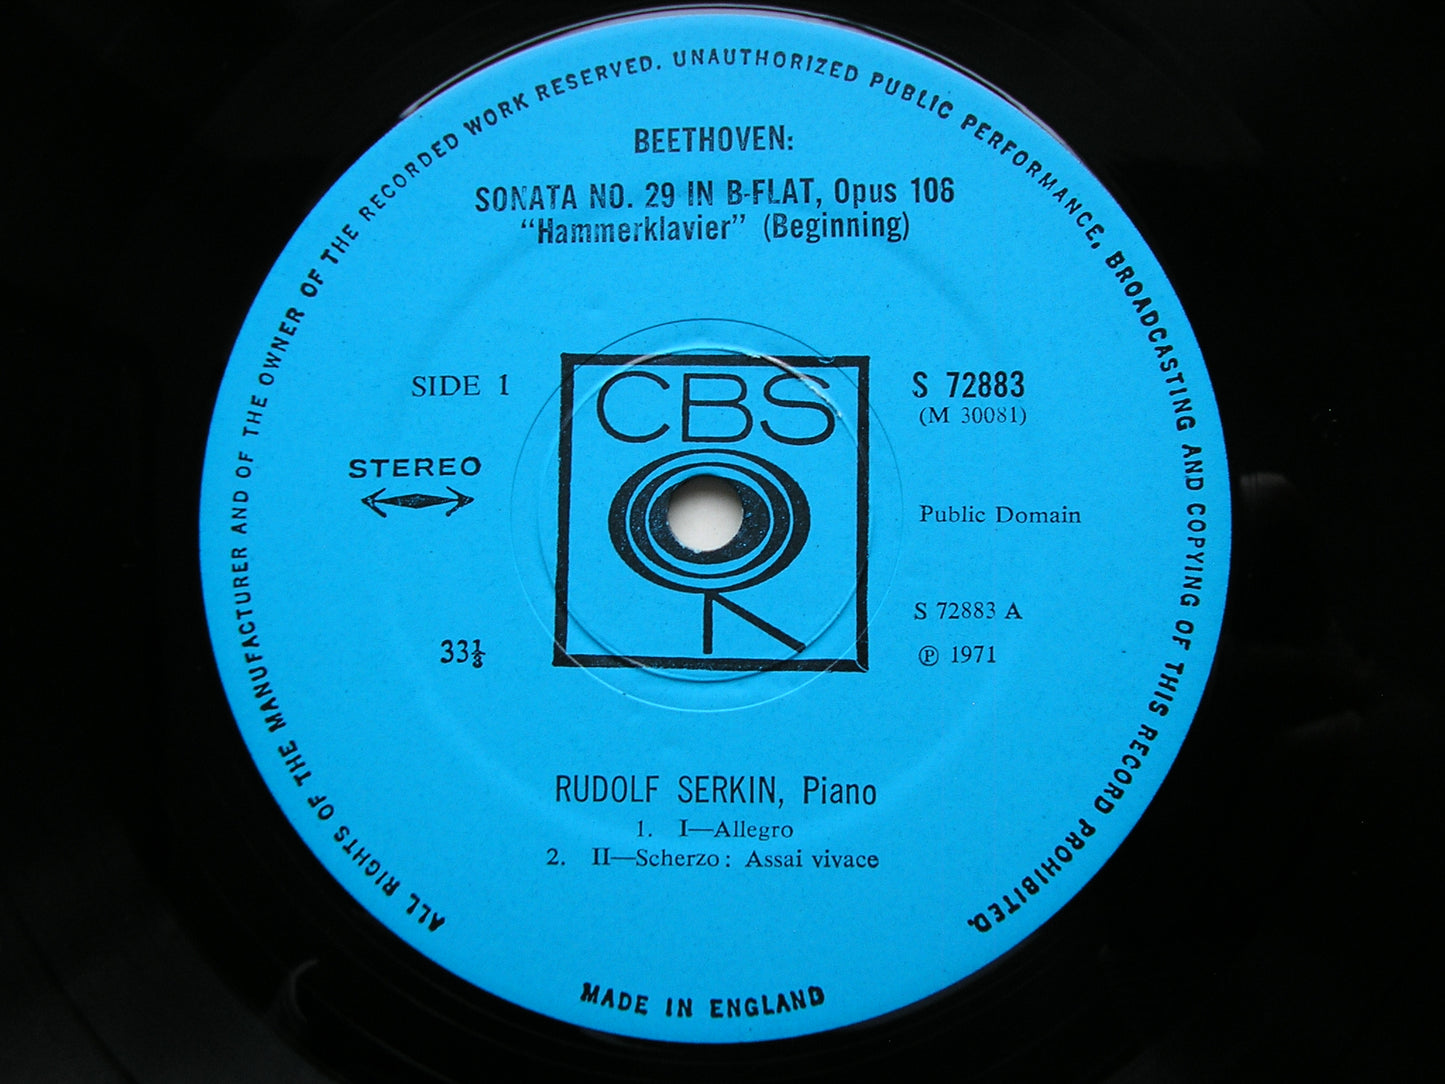 ALL RIGHTS OF THE MANUFACTURER AND OF THE OWNER OF THE RECORDED WORK RESERVED. UNAUTHORIZED PUBLIC PERFORMANCE, BROADCASTING AND COPYING OF THIS RECORD PROHIBITED.
BEETHOVEN:
SONATA NO. 29 IN B-FLAT, Opus 106
“Hammerklavier” (Beginning)
SIDE 1
CBS
S 72883
(M 30081)
STEREO
Public Domain
S 72883 A
33⅓
℗ 1971
RUDOLF SERKIN, Piano
1. I—Allegro
2. II—Scherzo: Assai vivace
MADE IN ENGLAND